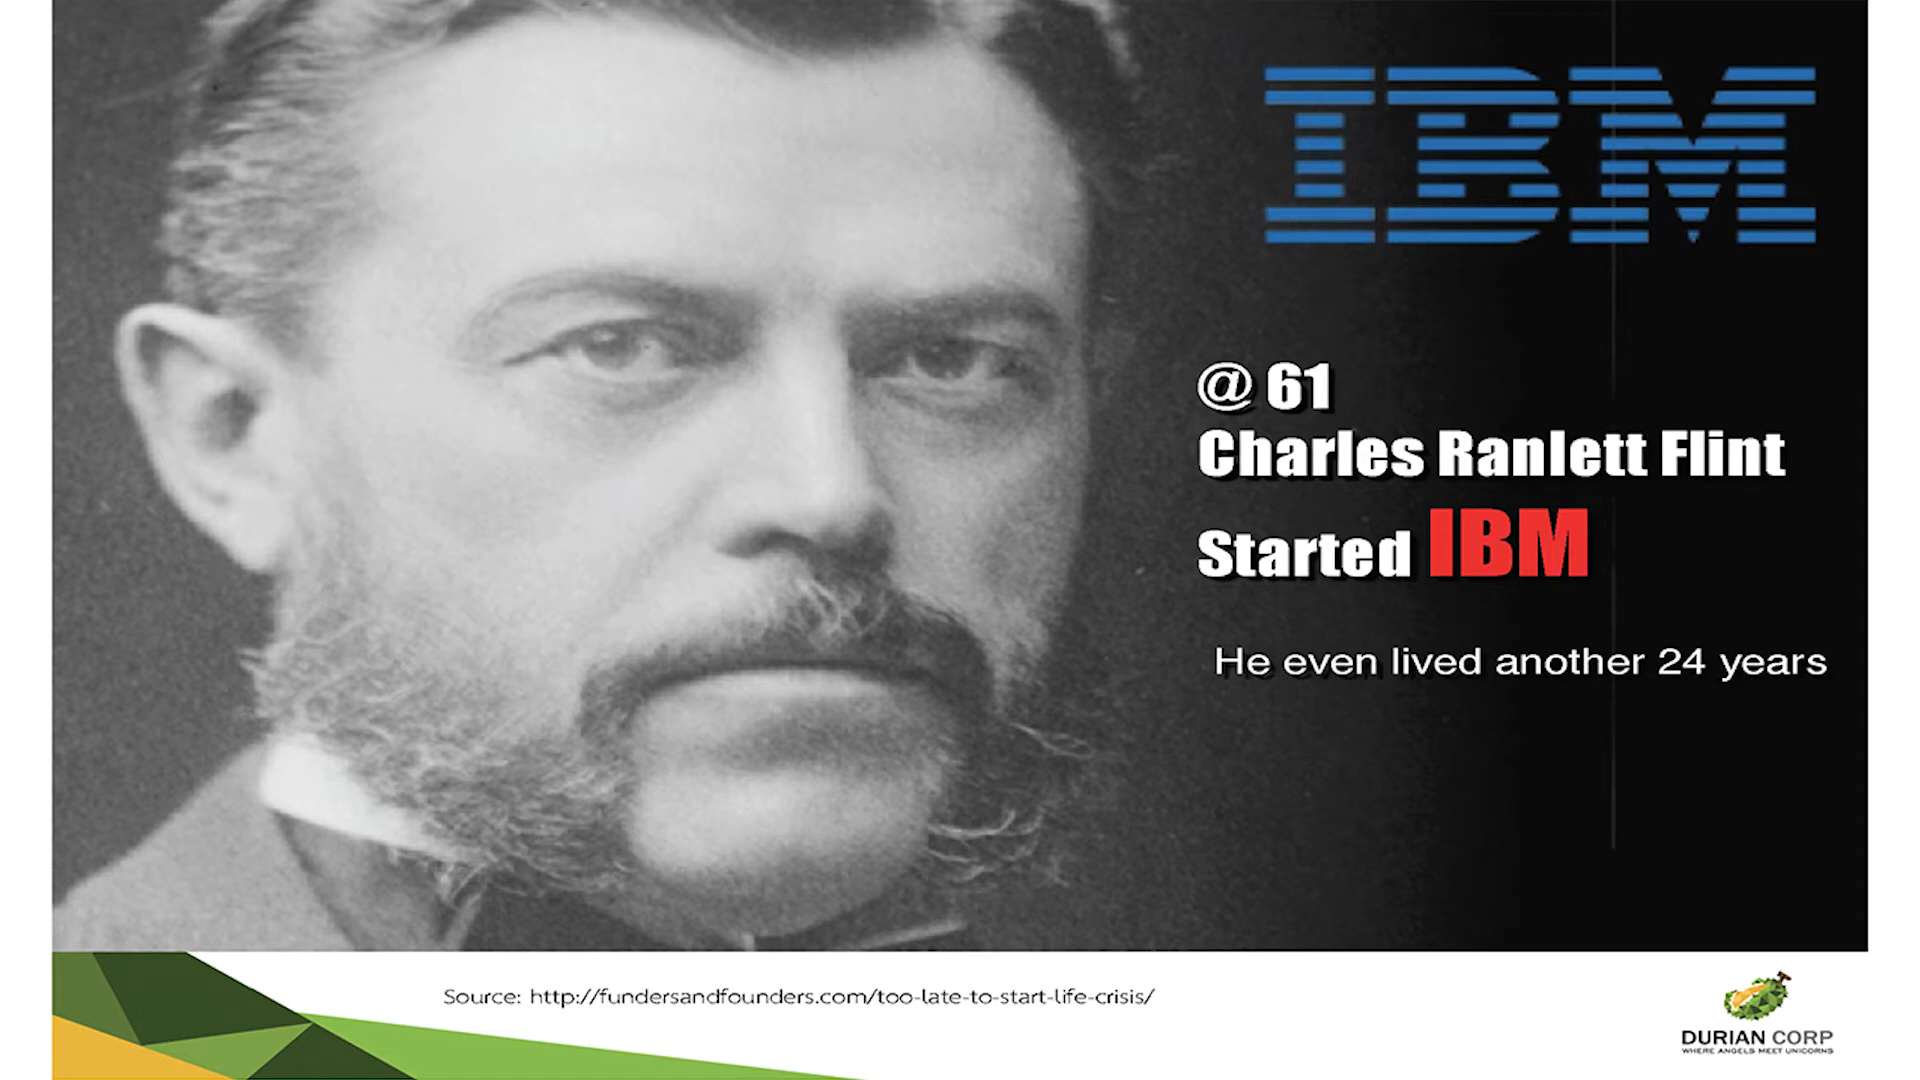 IBM
@ 61
Charles Ranlett Flint
Started IBM
He even lived another 24 years
Source: http://fundersandfounders.com/too-late-to-start-life-crisis/
DURIAN CORP
WHERE ANGELS MEET UNICORNS